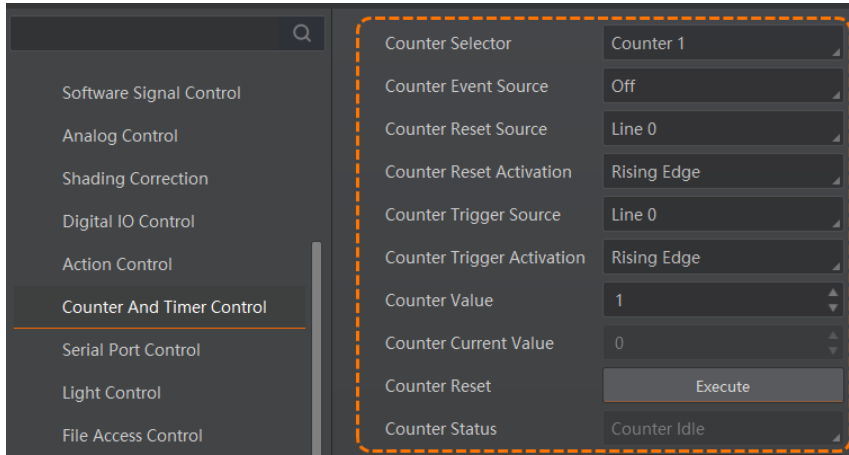 Software Signal Control
Analog Control
Shading Correction
Digital IO Control
Action Control
Counter And Timer Control
Serial Port Control
Light Control
File Access Control
Counter Selector Counter 1
Counter Event Source Off
Counter Reset Source Line 0
Counter Reset Activation Rising Edge
Counter Trigger Source Line 0
Counter Trigger Activation Rising Edge
Counter Value 1
Counter Current Value 0
Counter Reset Execute
Counter Status Counter Idle